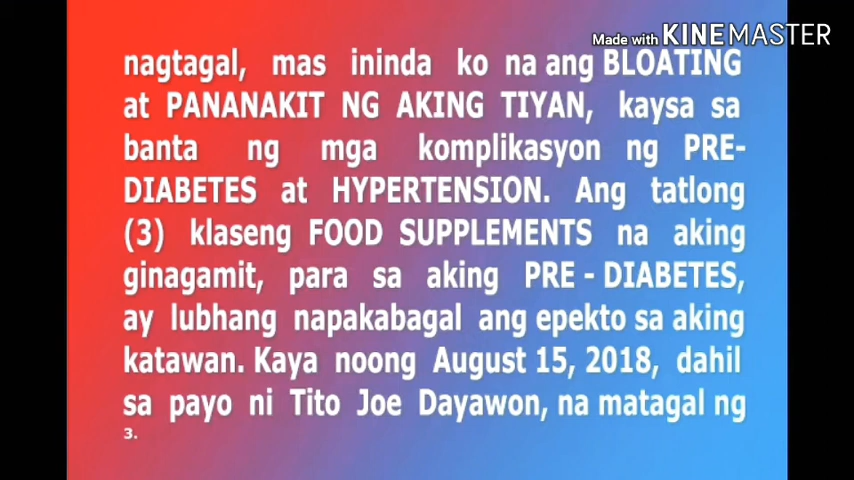 Made with KINEMASTER
nagtagal, mas ininda ko na ang BLOATING
at PANANAKIT NG AKING TIYAN, kaysa sa
banta ng mga komplikasyon ng PRE-
DIABETES at HYPERTENSION. Ang tatlong
(3) klaseng FOOD SUPPLEMENTS na aking
ginagamit, para sa aking PRE - DIABETES,
ay lubhang napakabagal ang epekto sa aking
katawan. Kaya noong August 15, 2018, dahil
sa payo ni Tito Joe Dayawon, na matagal ng
3.